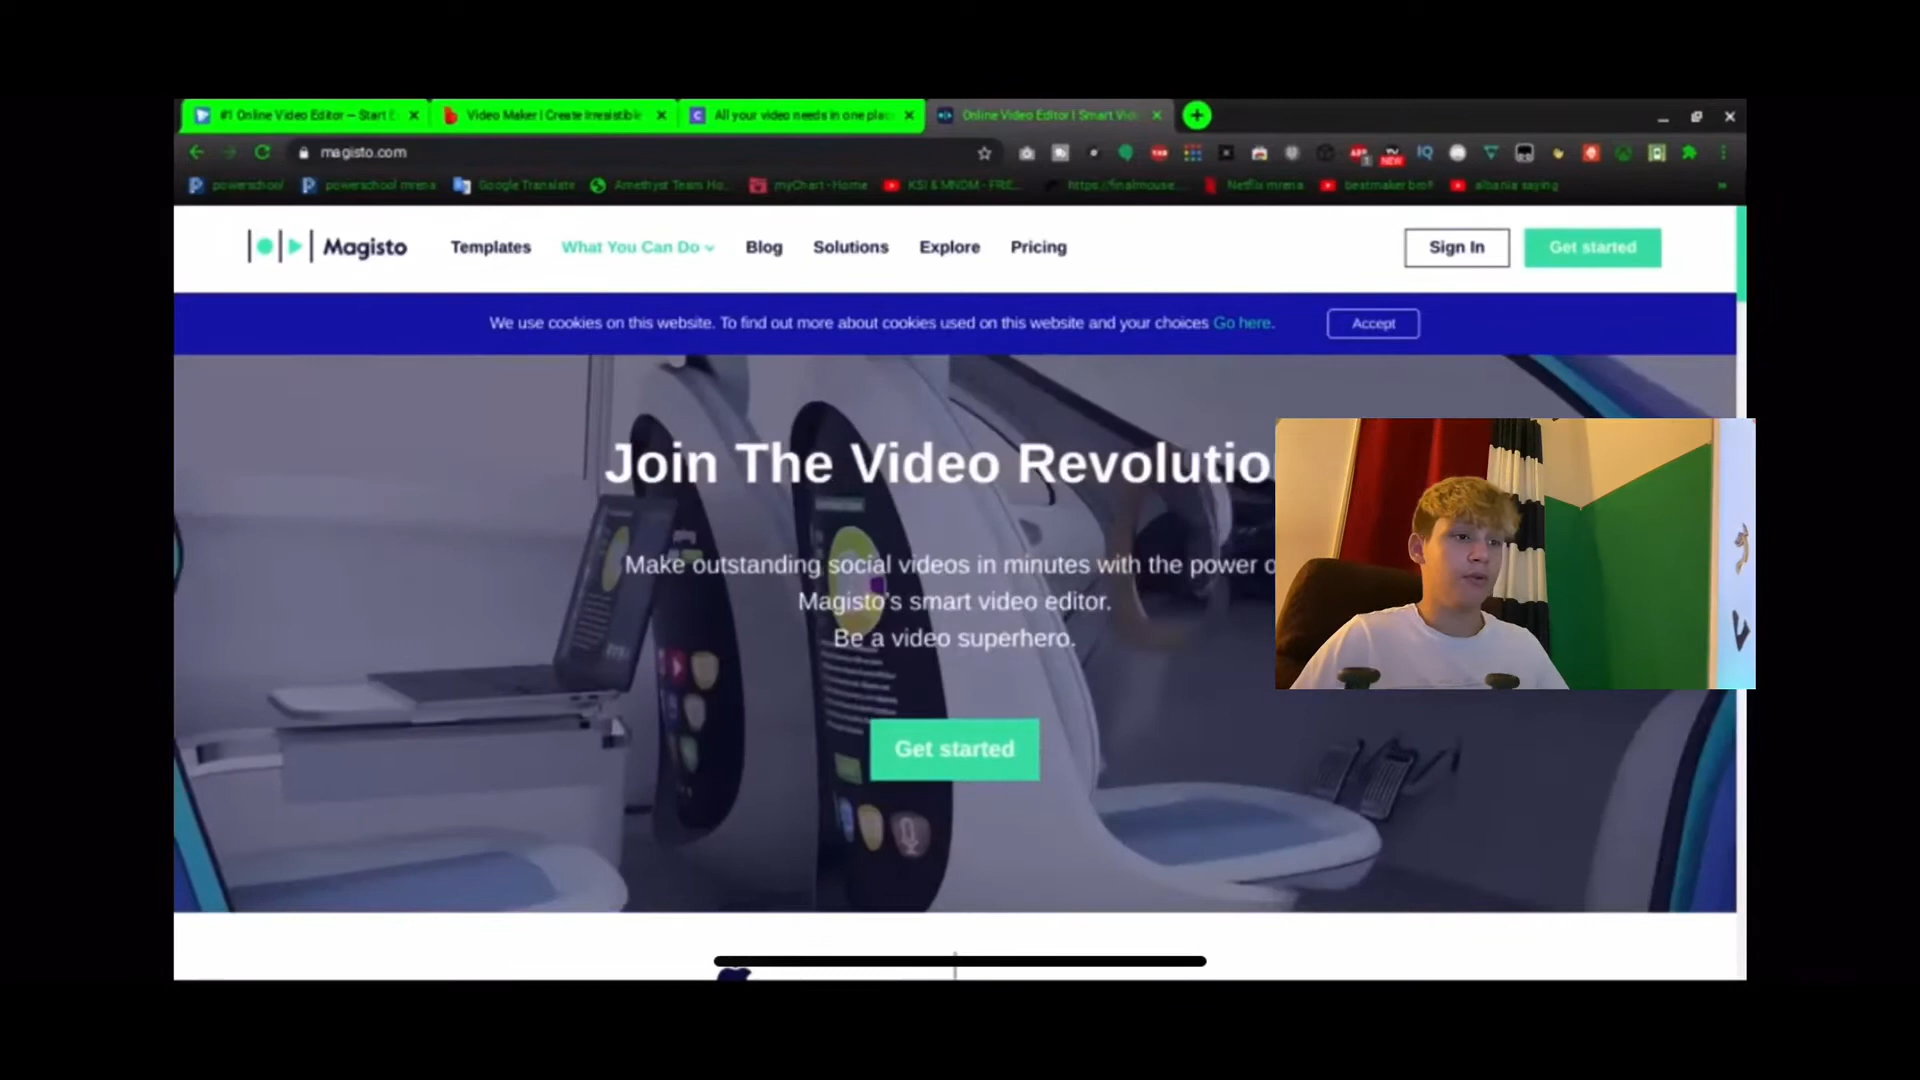 #1 Online Video Editor – Start E
Video Maker | Create Irresistible
All your video needs in one plac
Online Video Editor | Smart Vid
magisto.com
NEW
powerschool
powerschool mrena
Google Translate
Amethyst Team Ho...
myChart - Home
KSI & MNDM - FRE...
https://finalmouse...
Netflix mrena
beatmaker bro!!
albania saying
Magisto
Templates
What You Can Do
Blog
Solutions
Explore
Pricing
Sign In
Get started
We use cookies on this website. To find out more about cookies used on this website and your choices Go here.
Accept
Join The Video Revolutio
Make outstanding social videos in minutes with the power o
Magisto's smart video editor.
Be a video superhero.
Get started